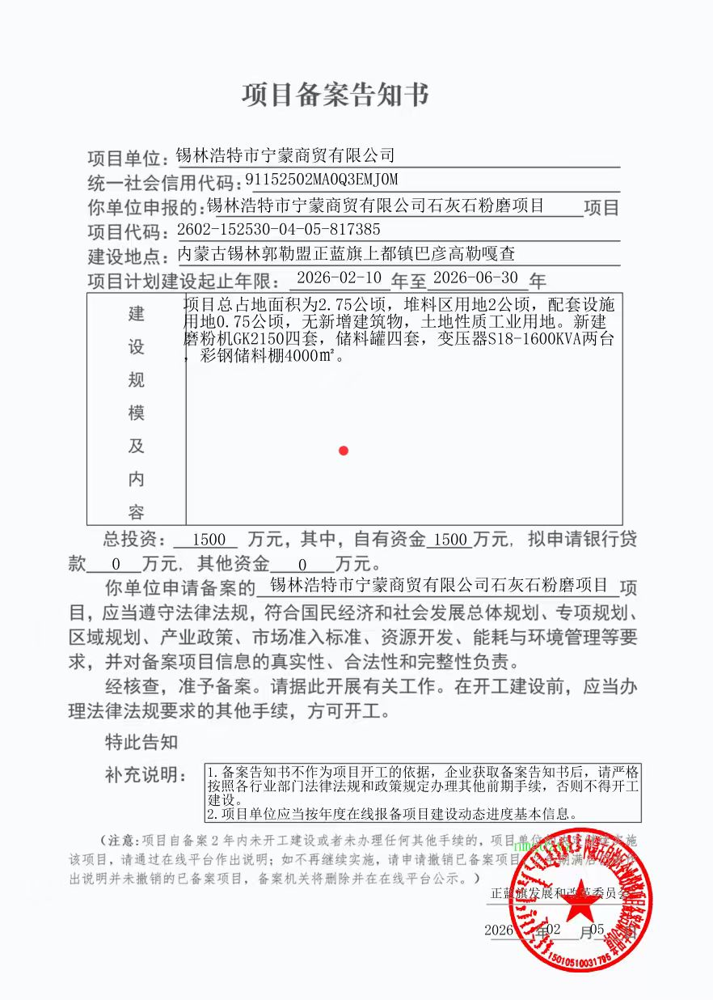 项目备案告知书
项目单位：锡林浩特市宁蒙商贸有限公司
统一社会信用代码：91152502MA0Q3EMJ0M
你单位申报的：锡林浩特市宁蒙商贸有限公司石灰石粉磨项目 项目
项目代码：2602-152530-04-05-817385
建设地点：内蒙古锡林郭勒盟正蓝旗上都镇巴彦高勒嘎查
项目计划建设起止年限： 2026-02-10 年至 2026-06-30 年
建设规模及内容
项目总占地面积为2.75公顷，堆料区用地2公顷，配套设施
用地0.75公顷，无新增建筑物，土地性质工业用地。新建
磨粉机GK2150四套，储料罐四套，变压器S18-1600KVA两台
，彩钢储料棚4000㎡。
总投资： 1500 万元，其中，自有资金 1500 万元，拟申请银行贷
款 0 万元，其他资金 0 万元。
你单位申请备案的 锡林浩特市宁蒙商贸有限公司石灰石粉磨项目 项
目，应当遵守法律法规，符合国民经济和社会发展总体规划、专项规划、
区域规划、产业政策、市场准入标准、资源开发、能耗与环境管理等要
求，并对备案项目信息的真实性、合法性和完整性负责。
经核查，准予备案。请据此开展有关工作。在开工建设前，应当办
理法律法规要求的其他手续，方可开工。
特此告知
补充说明：
1.备案告知书不作为项目开工的依据，企业获取备案告知书后，请严格
按照各行业部门法律法规和政策规定办理其他前期手续，否则不得开工
建设。
2.项目单位应当按年度在线报备项目建设动态进度基本信息。
（注意：项目自备案2年内未开工建设或者未办理任何其他手续的，项目单位
该项目，请通过在线平台作出说明；如不再继续实施，请申请撤销已备案项目
出说明并未撤销的已备案项目，备案机关将删除并在在线平台公示。）
正蓝旗发展和改革委员会
2026 年 02 月 05 日
1501051003179